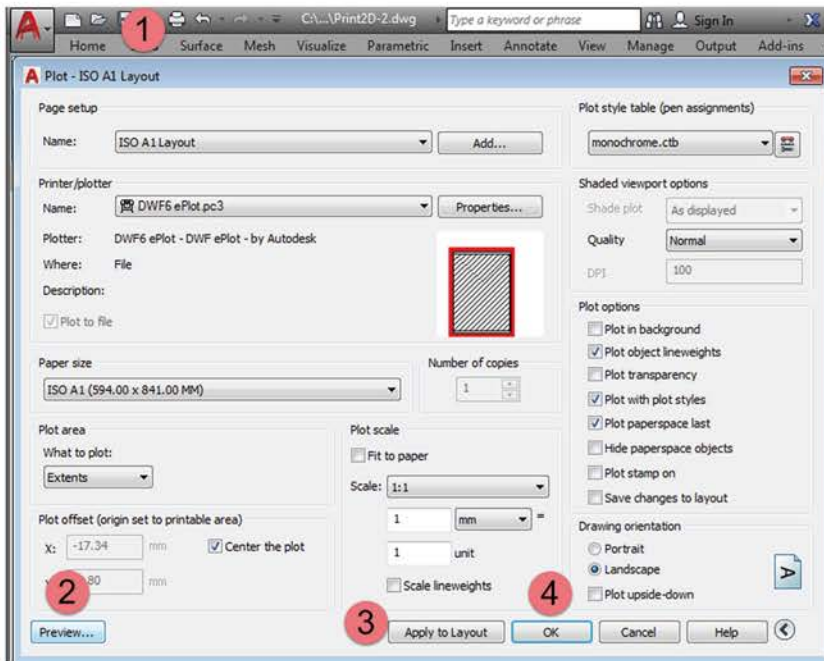 A
C:\...\Print2D-2.dwg
Type a keyword or phrase
Sign In
1
Home
Surface
Mesh
Visualize
Parametric
Insert
Annotate
View
Manage
Output
Add-ins
A Plot - ISO A1 Layout
Page setup
Name:
ISO A1 Layout
Add...
Printer/plotter
Name:
DWF6 ePlot.pc3
Properties...
Plotter:
DWF6 ePlot - DWF ePlot - by Autodesk
Where:
File
Description:
Plot to file
Paper size
ISO A1 (594.00 x 841.00 MM)
Number of copies
1
Plot area
What to plot:
Extents
Plot offset (origin set to printable area)
X:
-17.34
mm
Center the plot
80
mm
2
Preview...
Plot scale
Fit to paper
Scale:
1:1
1
mm
=
1
unit
Scale lineweights
Plot style table (pen assignments)
monochrome.ctb
Shaded viewport options
Shade plot
As displayed
Quality
Normal
DPI
100
Plot options
Plot in background
Plot object lineweights
Plot transparency
Plot with plot styles
Plot paperspace last
Hide paperspace objects
Plot stamp on
Save changes to layout
Drawing orientation
Portrait
Landscape
Plot upside-down
A
3
Apply to Layout
4
OK
Cancel
Help